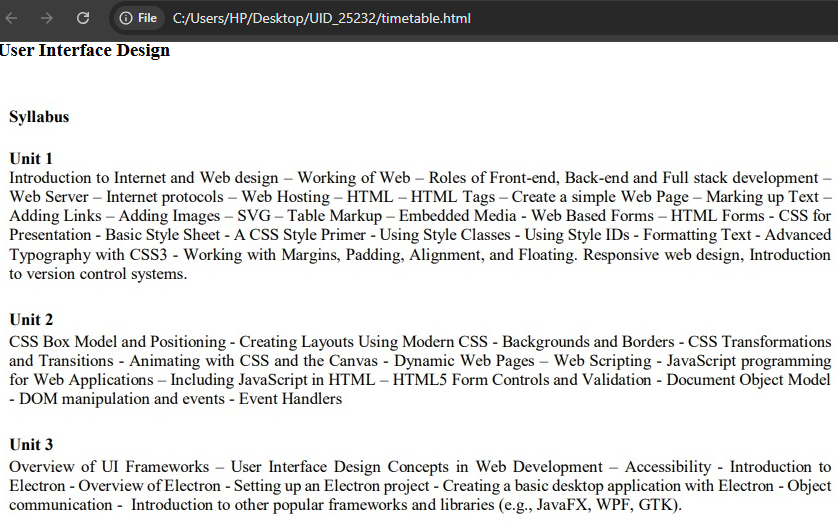 File C:/Users/HP/Desktop/UID_25232/timetable.html
User Interface Design
Syllabus
Unit 1
Introduction to Internet and Web design – Working of Web – Roles of Front-end, Back-end and Full stack development –
Web Server – Internet protocols – Web Hosting – HTML – HTML Tags – Create a simple Web Page – Marking up Text –
Adding Links – Adding Images – SVG – Table Markup – Embedded Media - Web Based Forms – HTML Forms - CSS for
Presentation - Basic Style Sheet - A CSS Style Primer - Using Style Classes - Using Style IDs - Formatting Text - Advanced
Typography with CSS3 - Working with Margins, Padding, Alignment, and Floating. Responsive web design, Introduction
to version control systems.
Unit 2
CSS Box Model and Positioning - Creating Layouts Using Modern CSS - Backgrounds and Borders - CSS Transformations
and Transitions - Animating with CSS and the Canvas - Dynamic Web Pages – Web Scripting - JavaScript programming
for Web Applications – Including JavaScript in HTML – HTML5 Form Controls and Validation - Document Object Model
- DOM manipulation and events - Event Handlers
Unit 3
Overview of UI Frameworks – User Interface Design Concepts in Web Development – Accessibility - Introduction to
Electron - Overview of Electron - Setting up an Electron project - Creating a basic desktop application with Electron - Object
communication - Introduction to other popular frameworks and libraries (e.g., JavaFX, WPF, GTK).